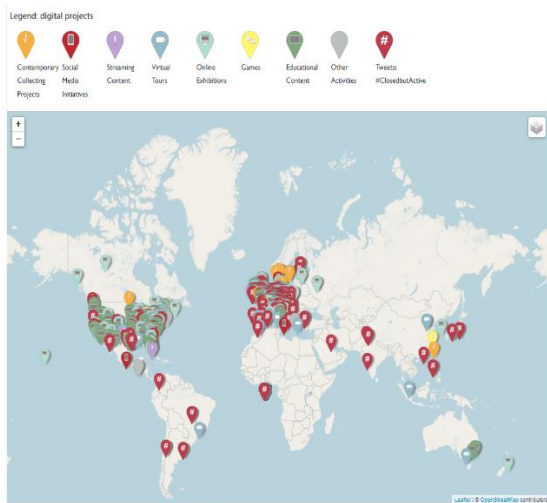 Legend: digital projects
Contemporary Social Streaming Virtual Online Games Educational Other Tweets:
Collecting Media Content Tours Exhibitions Content Activities #ClosedbutActive
Projects Initiatives
+
−
Leaflet | © OpenStreetMap contributors